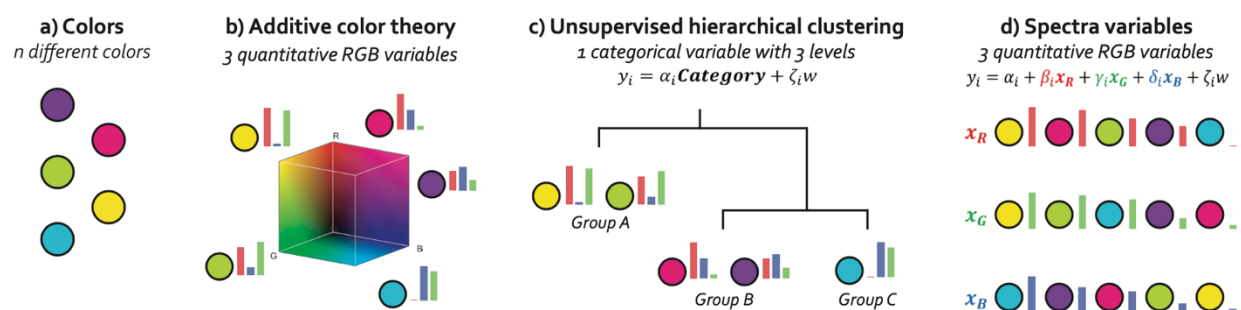 a) Colors
n different colors
b) Additive color theory
3 quantitative RGB variables
R
G
B
c) Unsupervised hierarchical clustering
1 categorical variable with 3 levels
yᵢ = αᵢCategory + ζᵢw
Group A
Group B
Group C
d) Spectra variables
3 quantitative RGB variables
yᵢ = αᵢ + βᵢx_R + γᵢx_G + δᵢx_B + ζᵢw
x_R
x_G
x_B